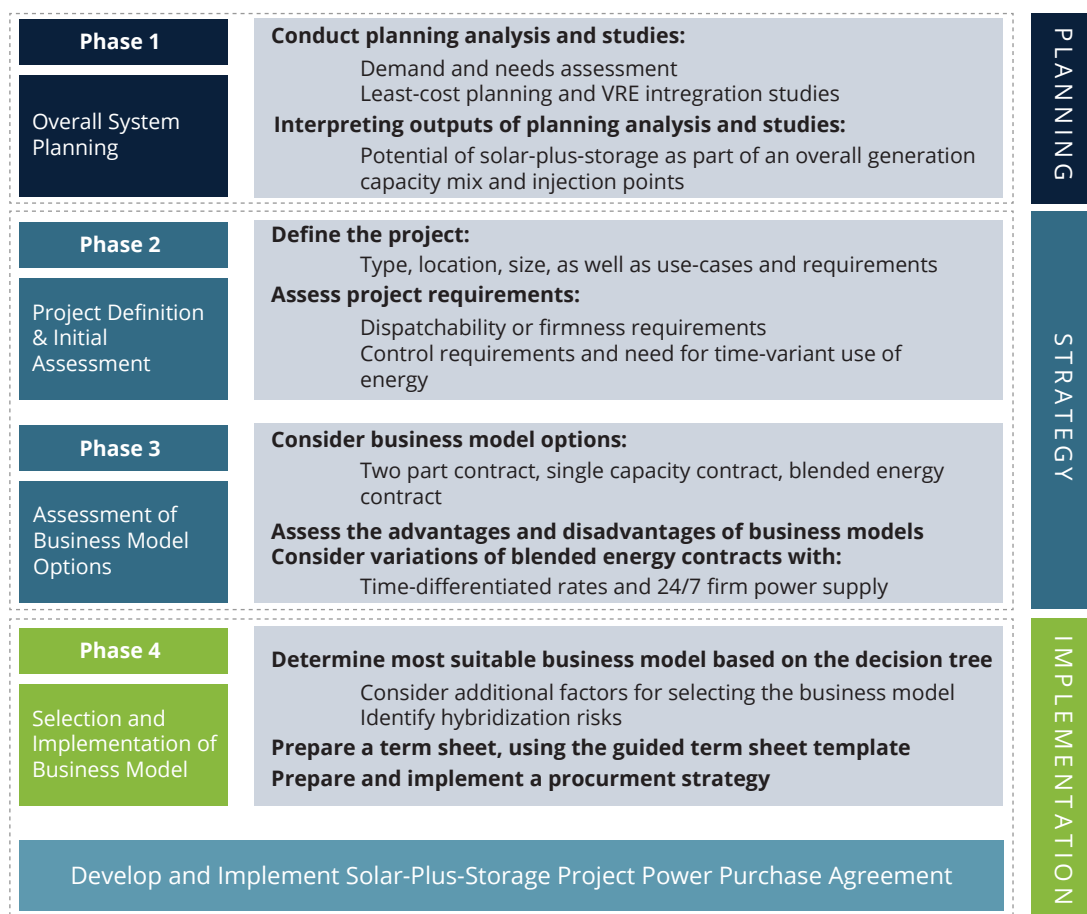 Phase 1
Overall System
Planning
Conduct planning analysis and studies:
Demand and needs assessment
Least-cost planning and VRE intregration studies
Interpreting outputs of planning analysis and studies:
Potential of solar-plus-storage as part of an overall generation
capacity mix and injection points
PLANNING
Phase 2
Project Definition
& Initial
Assessment
Define the project:
Type, location, size, as well as use-cases and requirements
Assess project requirements:
Dispatchability or firmness requirements
Control requirements and need for time-variant use of
energy
Phase 3
Assessment of
Business Model
Options
Consider business model options:
Two part contract, single capacity contract, blended energy
contract
Assess the advantages and disadvantages of business models
Consider variations of blended energy contracts with:
Time-differentiated rates and 24/7 firm power supply
STRATEGY
Phase 4
Selection and
Implementation of
Business Model
Determine most suitable business model based on the decision tree
Consider additional factors for selecting the business model
Identify hybridization risks
Prepare a term sheet, using the guided term sheet template
Prepare and implement a procurment strategy
Develop and Implement Solar-Plus-Storage Project Power Purchase Agreement
IMPLEMENTATION